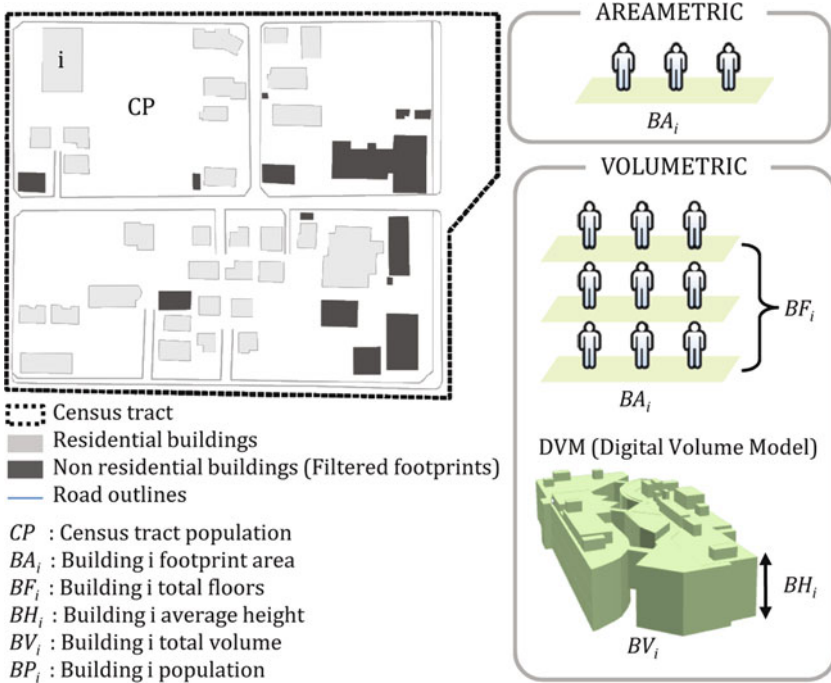 i
CP
Census tract
Residential buildings
Non residential buildings (Filtered footprints)
Road outlines
CP : Census tract population
BAi : Building i footprint area
BFi : Building i total floors
BHi : Building i average height
BVi : Building i total volume
BPi : Building i population
AREAMETRIC
BAi
VOLUMETRIC
BFi
BAi
DVM (Digital Volume Model)
BHi
BVi